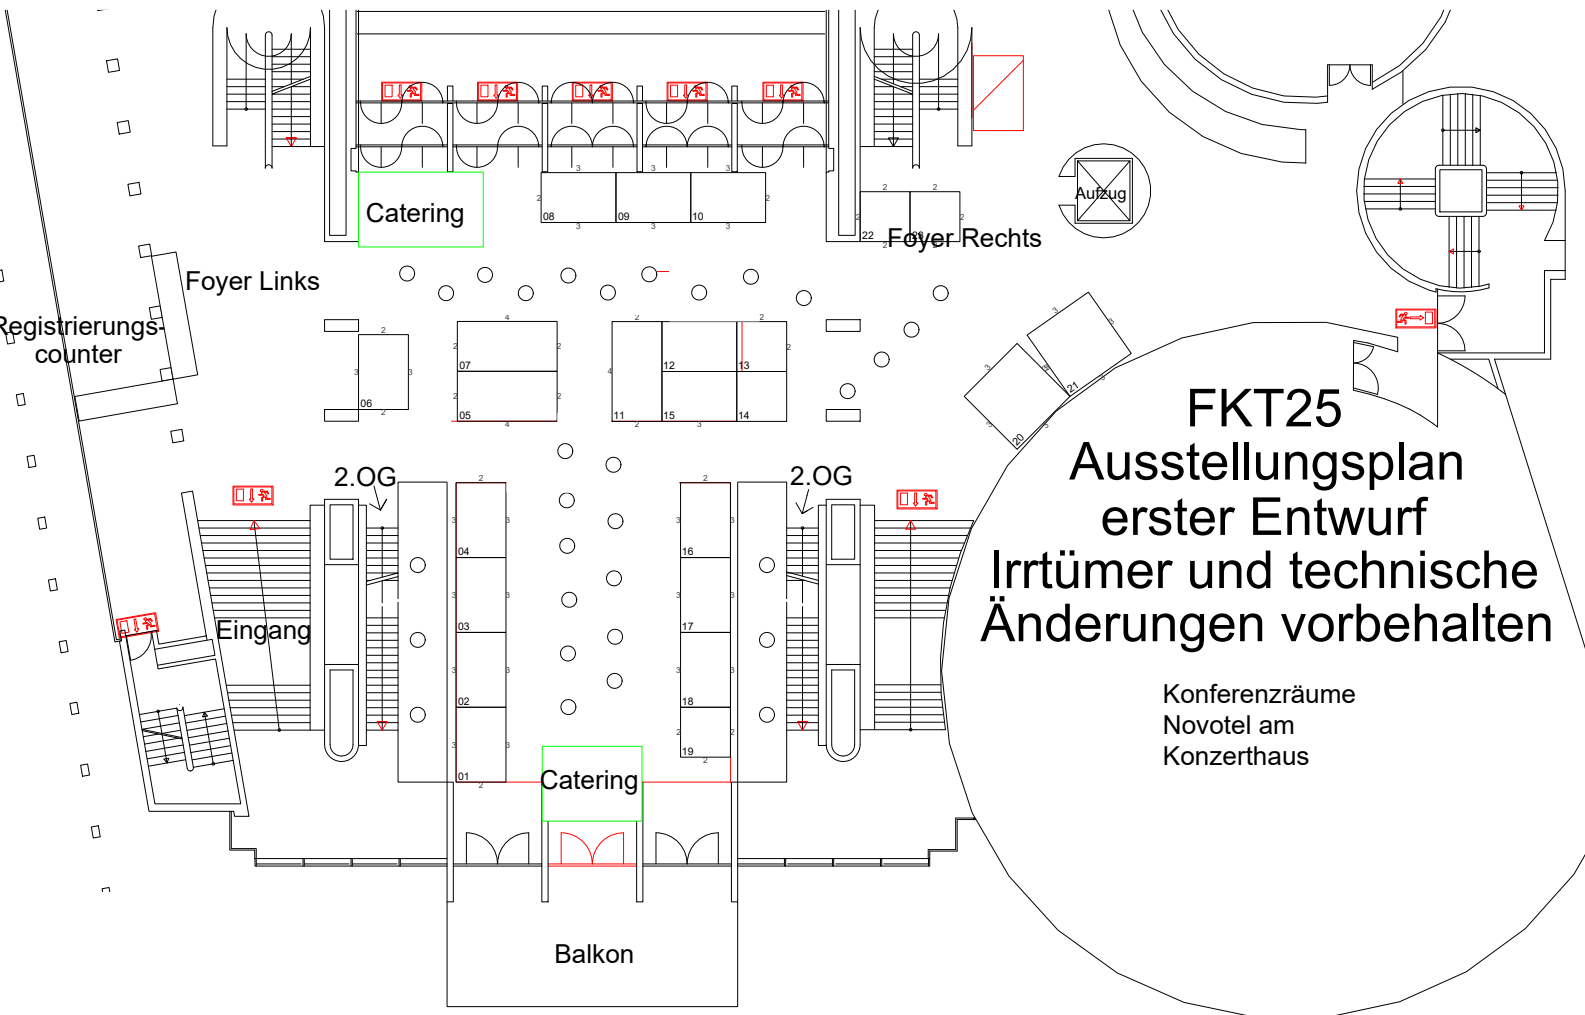 Catering
08
09
10
22
23
Foyer Rechts
Aufzug
Foyer Links
Registrierungs-
counter
06
07
05
11
12
13
15
14
20
21
FKT25
Ausstellungsplan
erster Entwurf
Irrtümer und technische
Änderungen vorbehalten
Konferenzräume
Novotel am
Konzerthaus
2.OG
2.OG
Eingang
04
03
02
01
16
17
18
19
Catering
Balkon